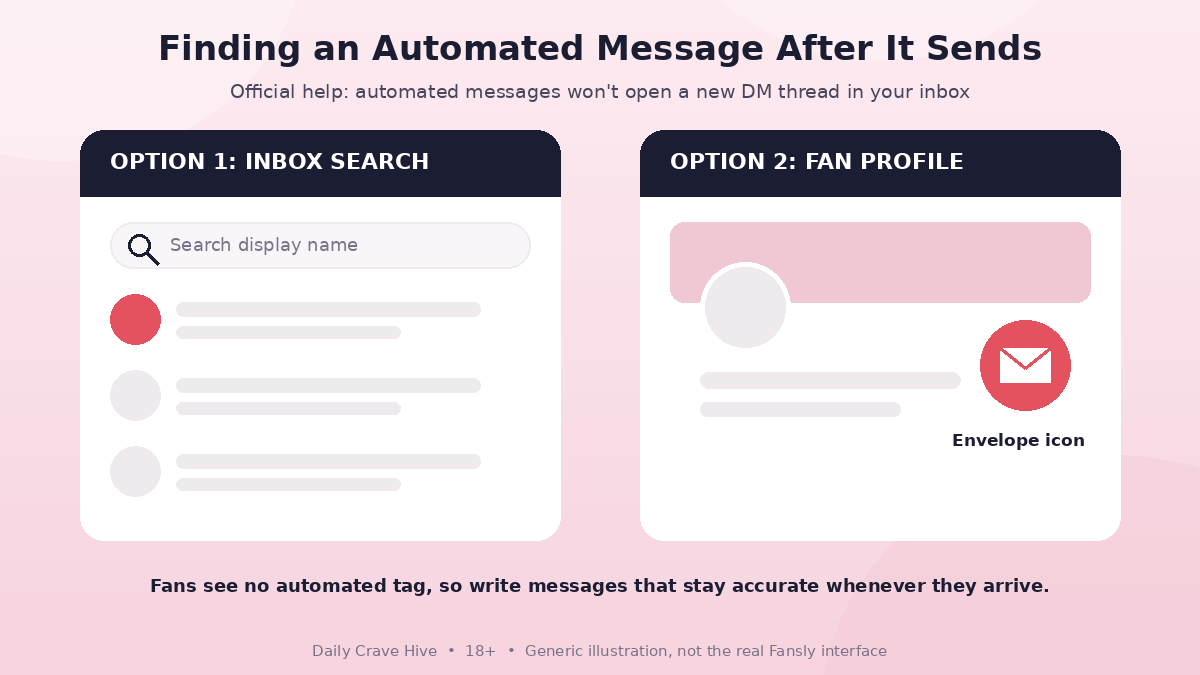 Finding an Automated Message After It Sends
Official help: automated messages won't open a new DM thread in your inbox
OPTION 1: INBOX SEARCH
Search display name
OPTION 2: FAN PROFILE
Envelope icon
Fans see no automated tag, so write messages that stay accurate whenever they arrive.
Daily Crave Hive • 18+ • Generic illustration, not the real Fansly interface